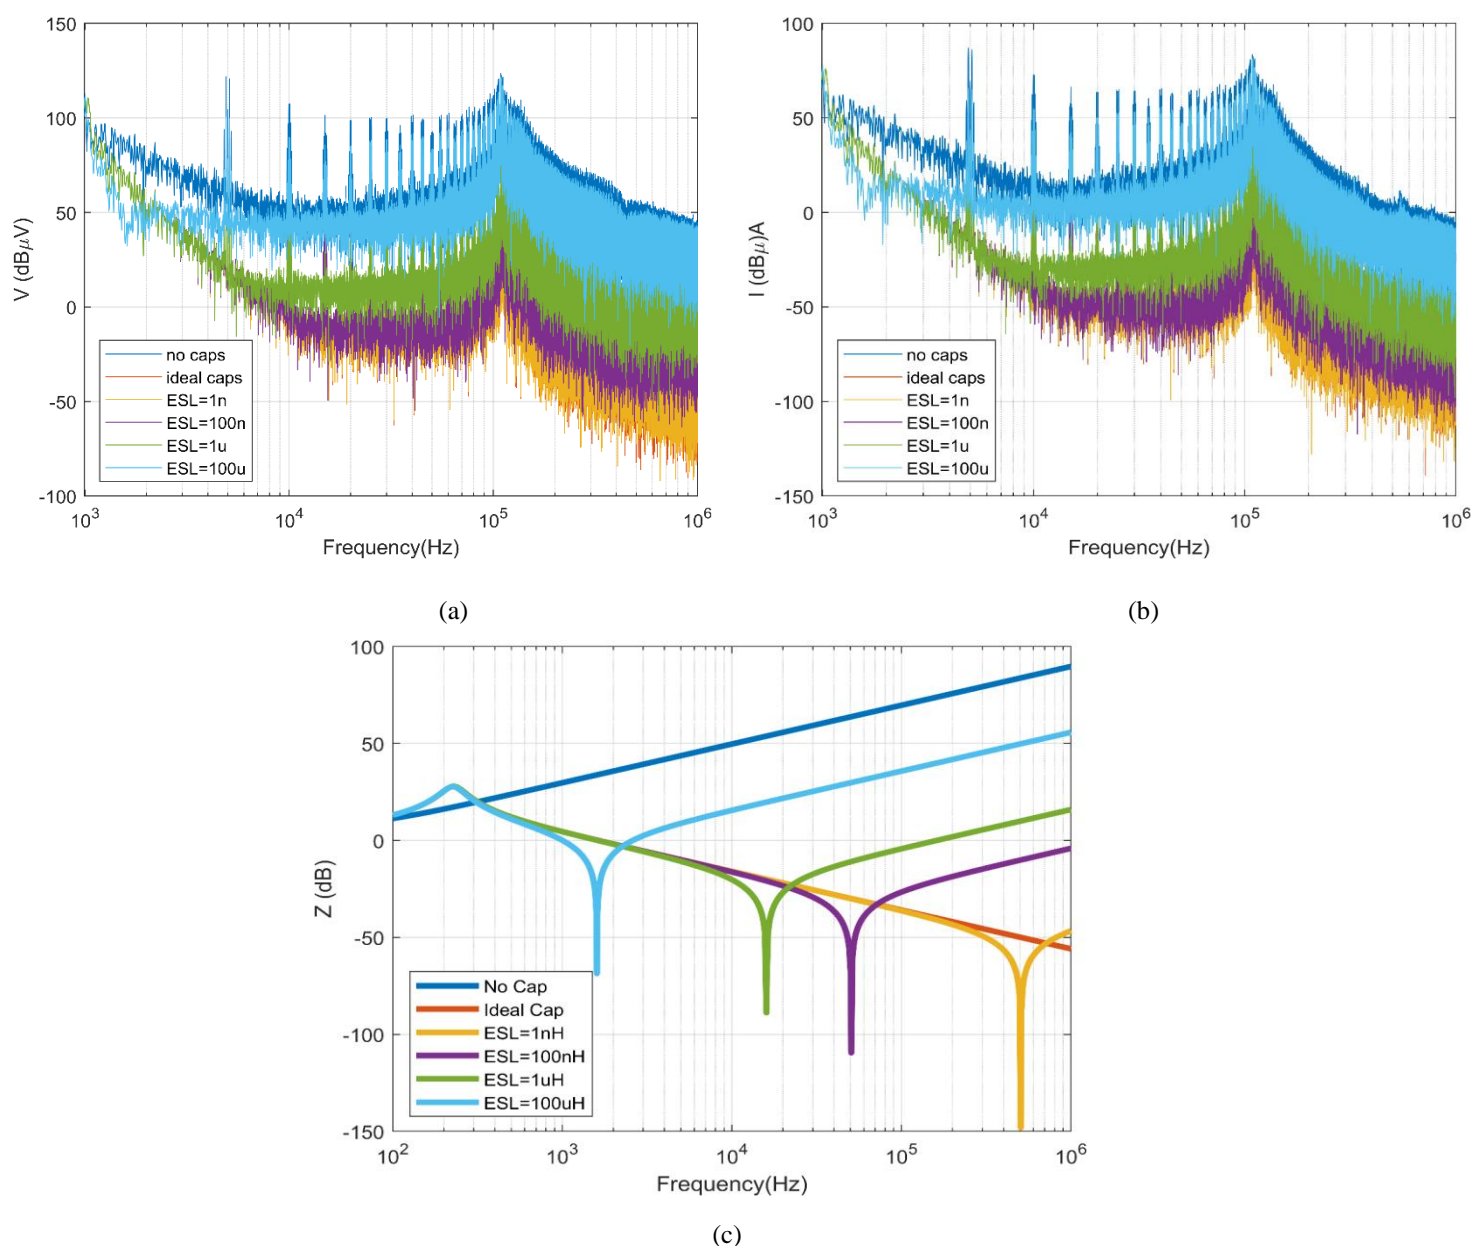 150
100
50
0
-50
-100
V (dBμV)
no caps
ideal caps
ESL=1n
ESL=100n
ESL=1u
ESL=100u
10^3
10^4
10^5
10^6
Frequency(Hz)
(a)
100
50
0
-50
-100
-150
I (dBμ)A
no caps
ideal caps
ESL=1n
ESL=100n
ESL=1u
ESL=100u
10^3
10^4
10^5
10^6
Frequency(Hz)
(b)
100
50
0
-50
-100
-150
Z (dB)
No Cap
Ideal Cap
ESL=1nH
ESL=100nH
ESL=1uH
ESL=100uH
10^2
10^3
10^4
10^5
10^6
Frequency(Hz)
(c)